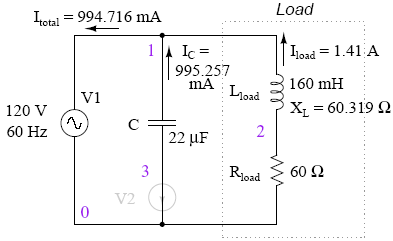 Load
I_total = 994.716 mA
1
I_C =
995.257
mA
I_load = 1.41 A
L_load
160 mH
X_L = 60.319 Ω
V1
120 V
60 Hz
C
22 µF
2
3
R_load
60 Ω
V2
0